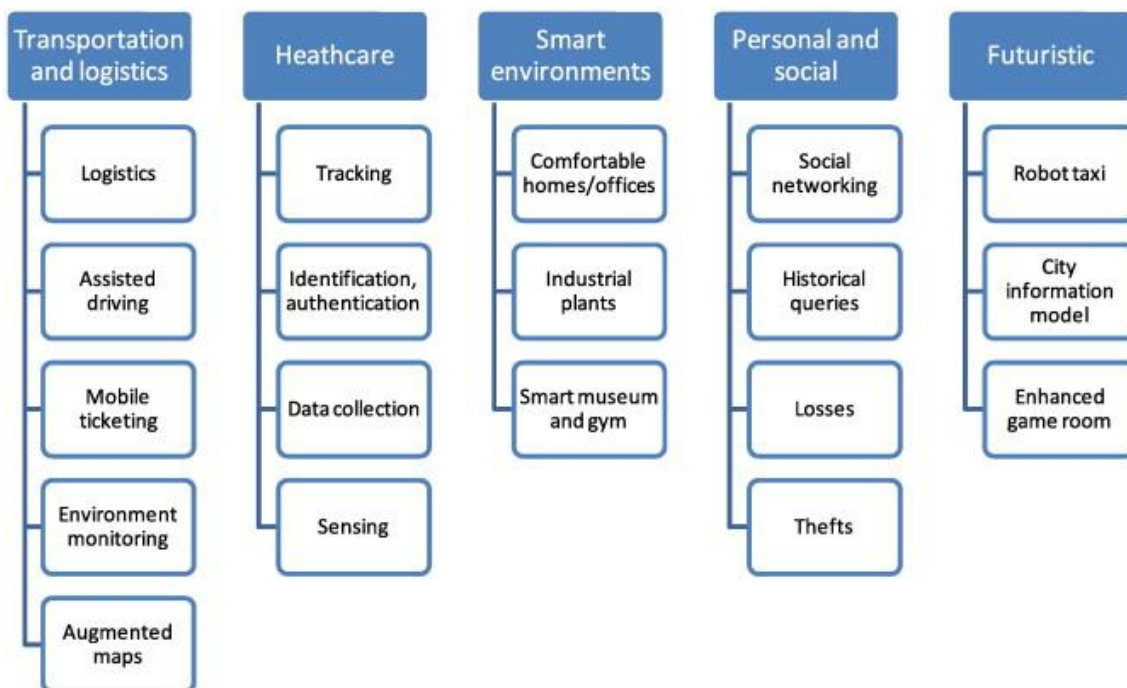 Transportation
and logistics
Logistics
Assisted
driving
Mobile
ticketing
Environment
monitoring
Augmented
maps
Heathcare
Tracking
Identification,
authentication
Data collection
Sensing
Smart
environments
Comfortable
homes/offices
Industrial
plants
Smart museum
and gym
Personal and
social
Social
networking
Historical
queries
Losses
Thefts
Futuristic
Robot taxi
City
information
model
Enhanced
game room